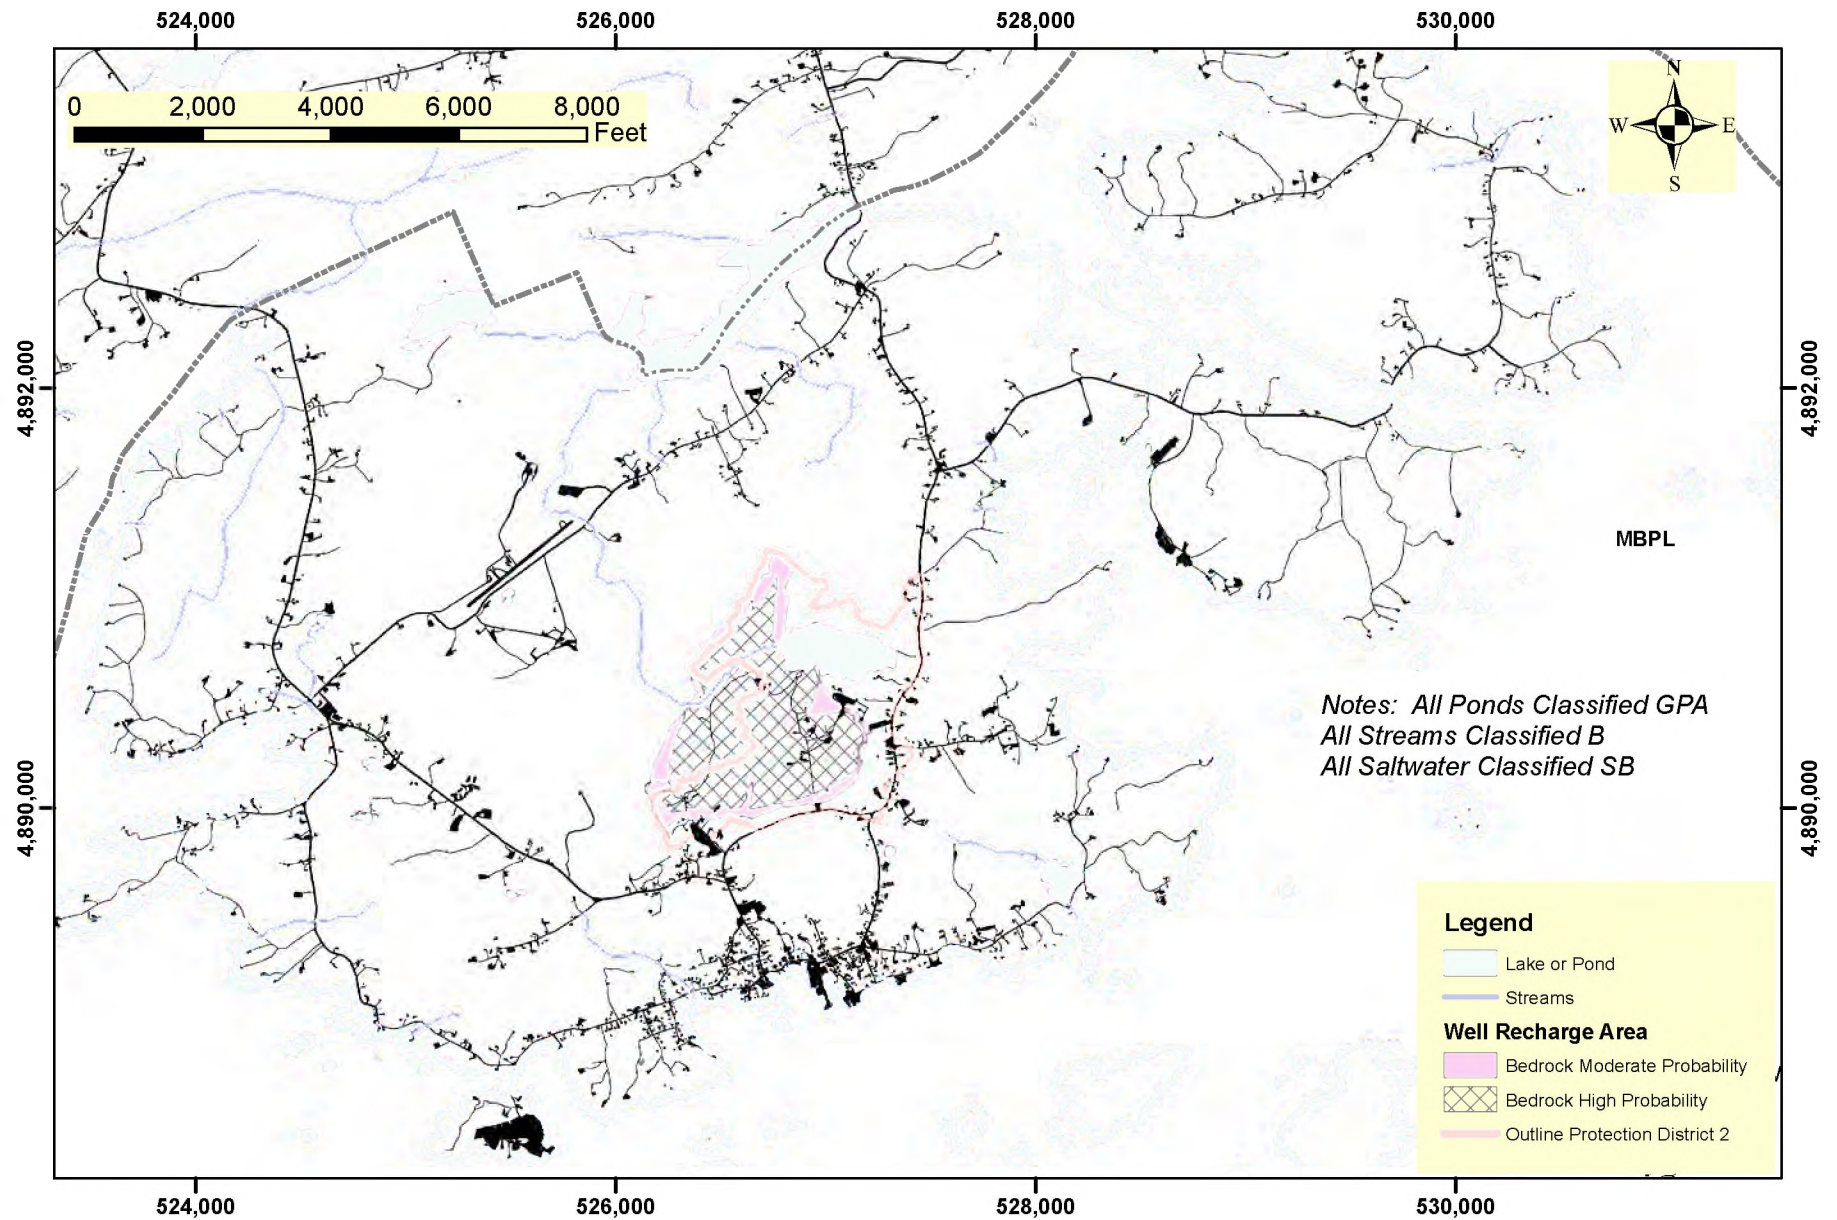 524,000 526,000 528,000 530,000
N
W E
S
0 2,000 4,000 6,000 8,000
Feet
4,892,000 4,892,000
MBPL
Notes: All Ponds Classified GPA
All Streams Classified B
All Saltwater Classified SB
4,890,000 4,890,000
Legend
Lake or Pond
Streams
Well Recharge Area
Bedrock Moderate Probability
Bedrock High Probability
Outline Protection District 2
524,000 526,000 528,000 530,000